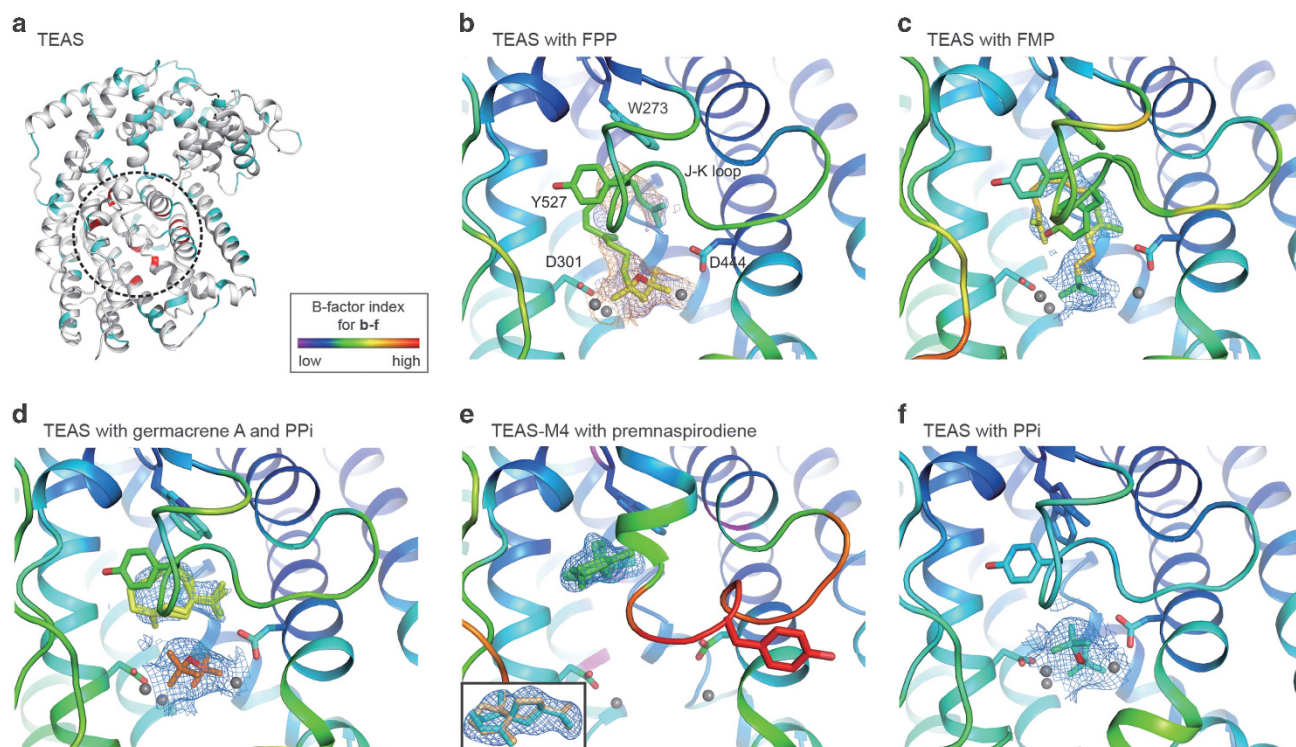 a
TEAS
B-factor index
for b-f
low high
b
TEAS with FPP
W273
J-K loop
Y527
D301
D444
c
TEAS with FMP
d
TEAS with germacrene A and PPi
e
TEAS-M4 with premnaspirodiene
f
TEAS with PPi